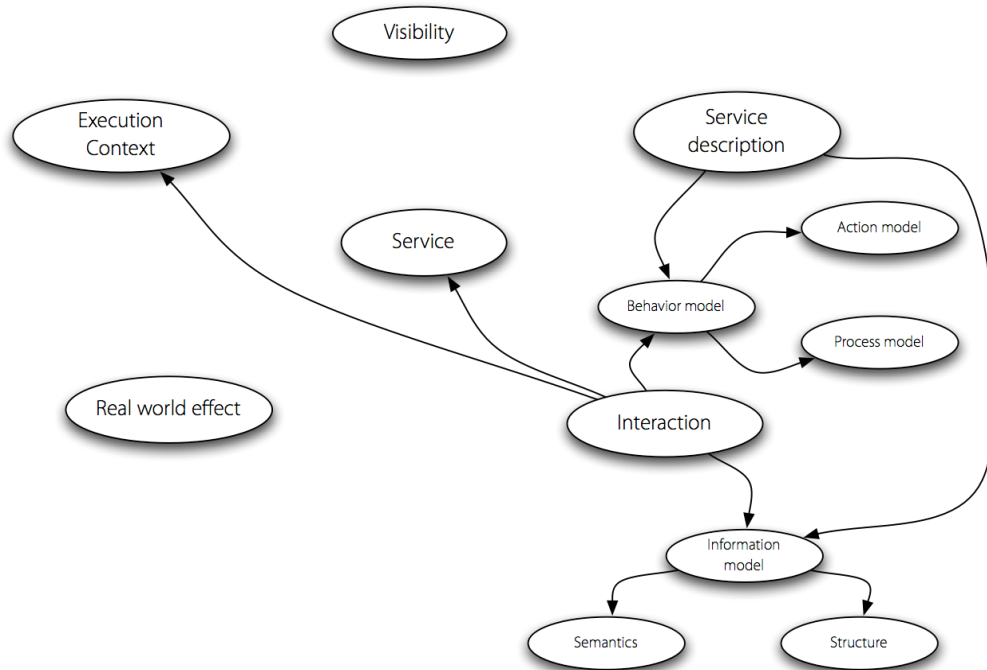 Visibility
Execution
Context
Service
description
Action model
Service
Behavior model
Process model
Real world effect
Interaction
Information
model
Semantics
Structure